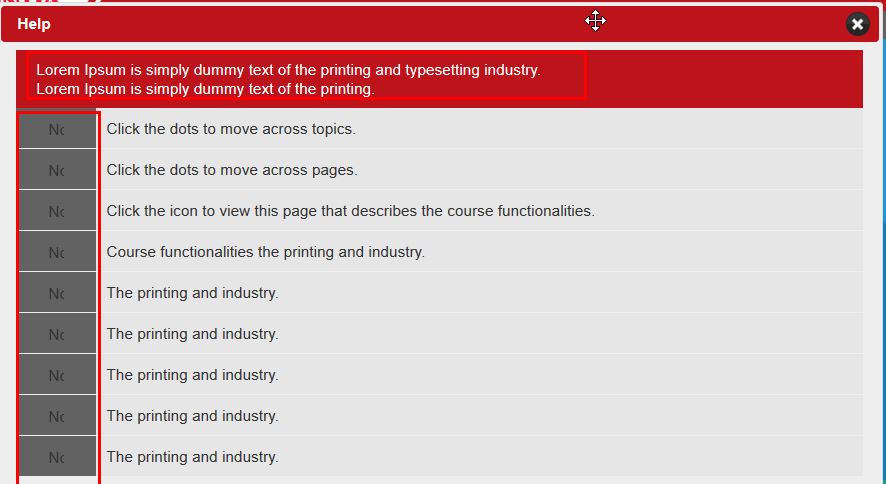 Help
Lorem Ipsum is simply dummy text of the printing and typesetting industry.
Lorem Ipsum is simply dummy text of the printing.
No Click the dots to move across topics.
No Click the dots to move across pages.
No Click the icon to view this page that describes the course functionalities.
No Course functionalities the printing and industry.
No The printing and industry.
No The printing and industry.
No The printing and industry.
No The printing and industry.
No The printing and industry.